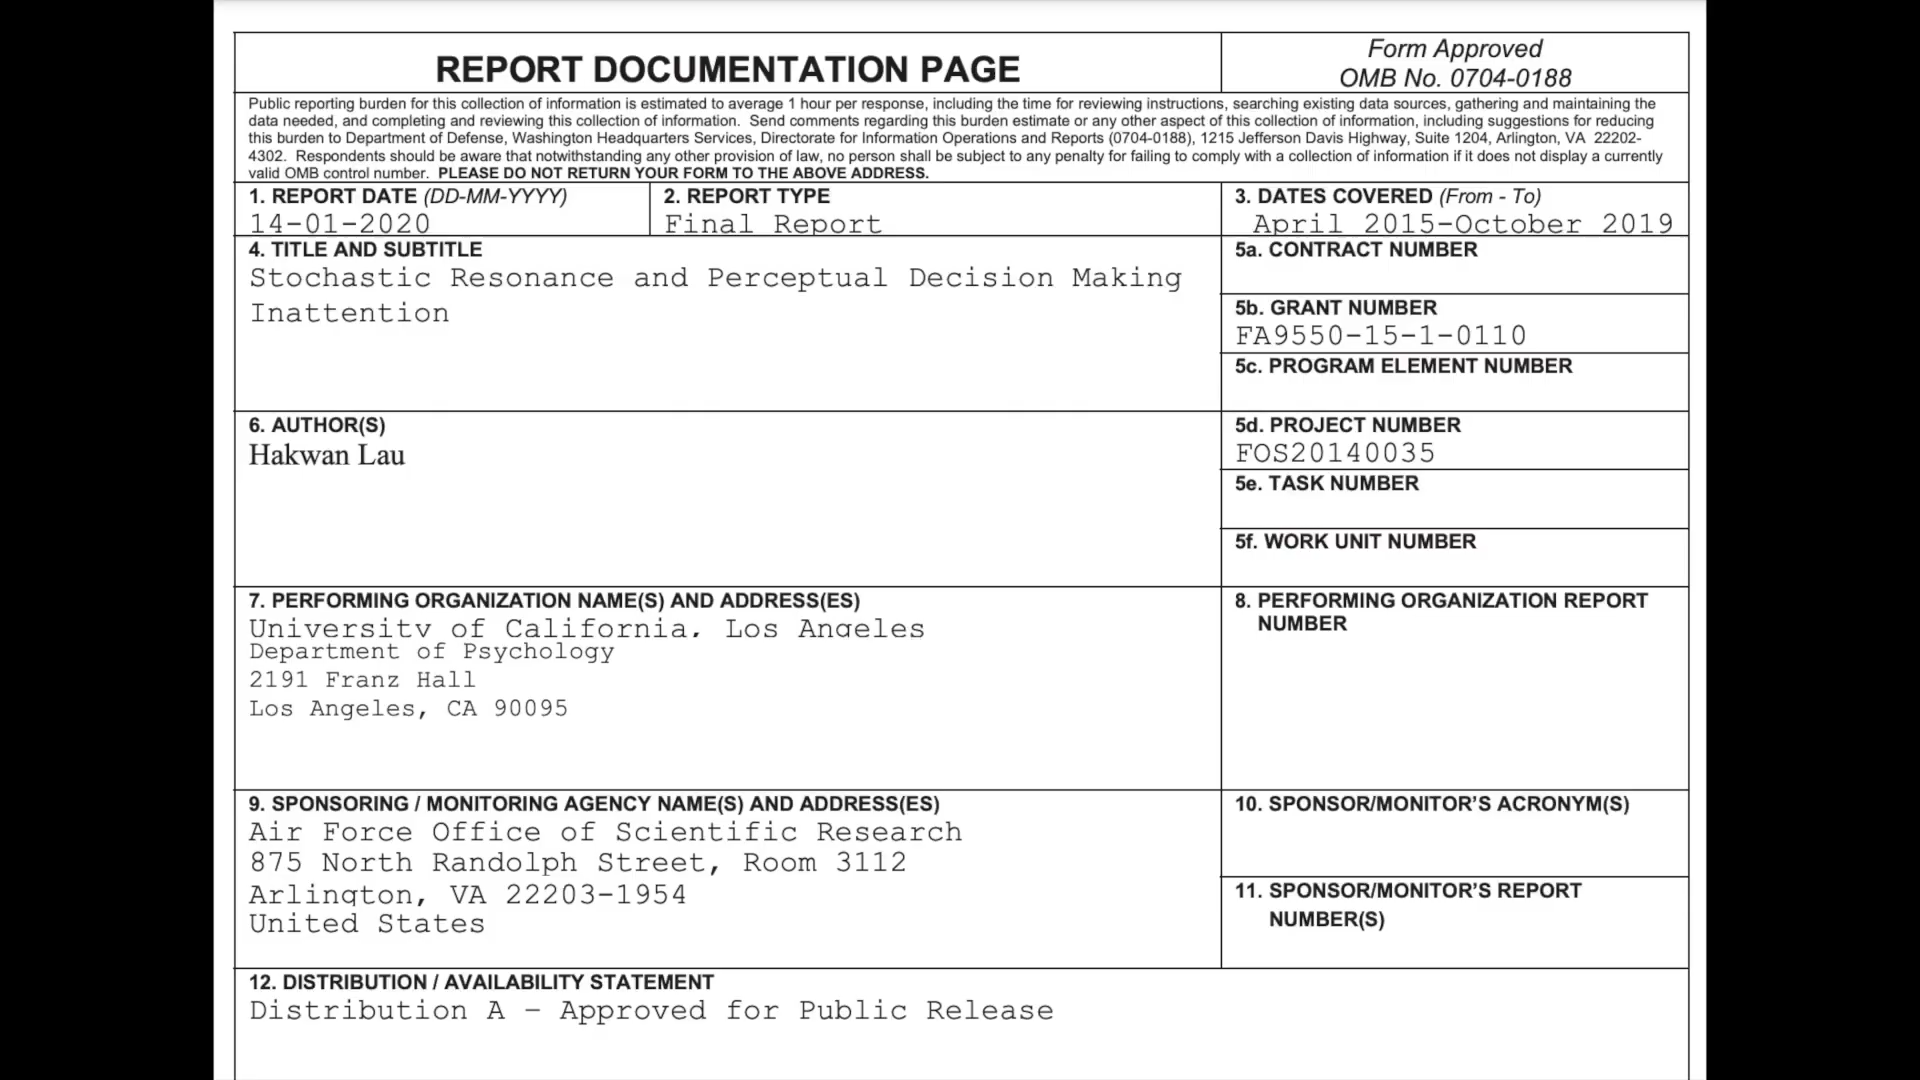 REPORT DOCUMENTATION PAGE
Form Approved
OMB No. 0704-0188
Public reporting burden for this collection of information is estimated to average 1 hour per response, including the time for reviewing instructions, searching existing data sources, gathering and maintaining the
data needed, and completing and reviewing this collection of information. Send comments regarding this burden estimate or any other aspect of this collection of information, including suggestions for reducing
this burden to Department of Defense, Washington Headquarters Services, Directorate for Information Operations and Reports (0704-0188), 1215 Jefferson Davis Highway, Suite 1204, Arlington, VA 22202-
4302. Respondents should be aware that notwithstanding any other provision of law, no person shall be subject to any penalty for failing to comply with a collection of information if it does not display a currently
valid OMB control number. PLEASE DO NOT RETURN YOUR FORM TO THE ABOVE ADDRESS.
1. REPORT DATE (DD-MM-YYYY)
14-01-2020
2. REPORT TYPE
Final Report
3. DATES COVERED (From - To)
April 2015-October 2019
4. TITLE AND SUBTITLE
Stochastic Resonance and Perceptual Decision Making
Inattention
5a. CONTRACT NUMBER
5b. GRANT NUMBER
FA9550-15-1-0110
5c. PROGRAM ELEMENT NUMBER
6. AUTHOR(S)
Hakwan Lau
5d. PROJECT NUMBER
FOS20140035
5e. TASK NUMBER
5f. WORK UNIT NUMBER
7. PERFORMING ORGANIZATION NAME(S) AND ADDRESS(ES)
University of California, Los Angeles
Department of Psychology
2191 Franz Hall
Los Angeles, CA 90095
8. PERFORMING ORGANIZATION REPORT
NUMBER
9. SPONSORING / MONITORING AGENCY NAME(S) AND ADDRESS(ES)
Air Force Office of Scientific Research
875 North Randolph Street, Room 3112
Arlington, VA 22203-1954
United States
10. SPONSOR/MONITOR'S ACRONYM(S)
11. SPONSOR/MONITOR'S REPORT
NUMBER(S)
12. DISTRIBUTION / AVAILABILITY STATEMENT
Distribution A – Approved for Public Release